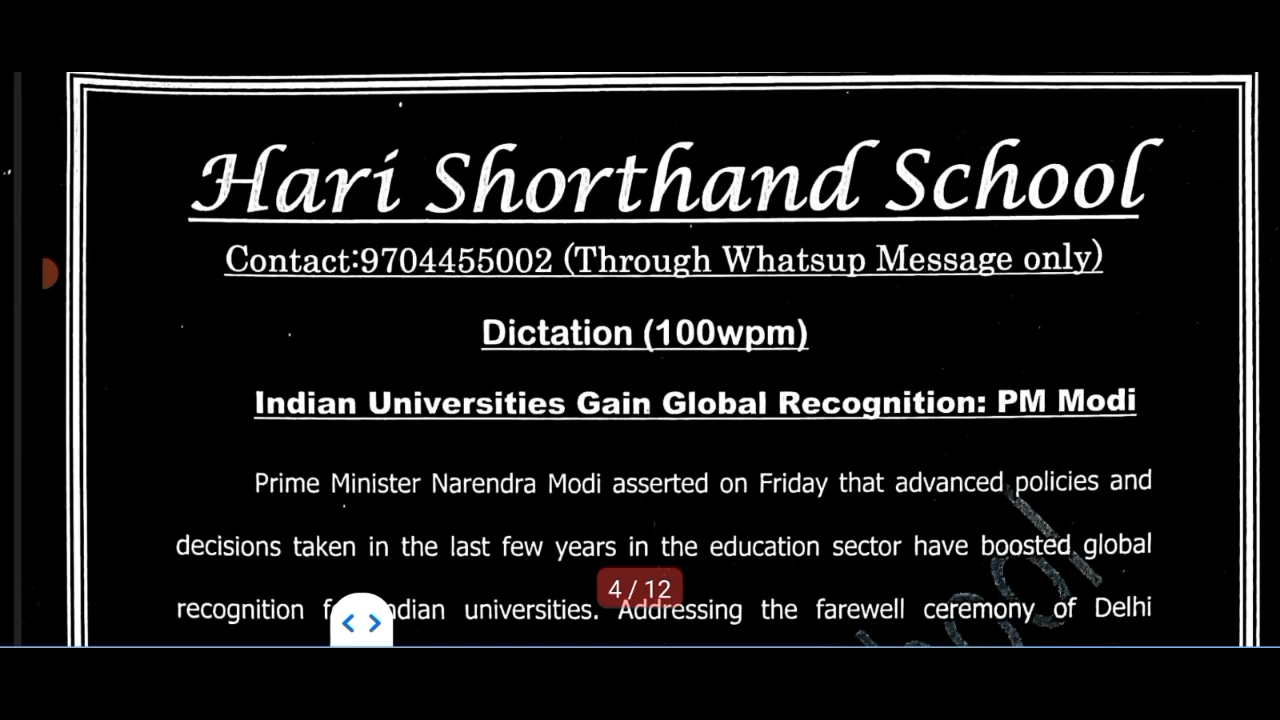 Hari Shorthand School
Contact:9704455002 (Through Whatsup Message only)
Dictation (100wpm)
Indian Universities Gain Global Recognition: PM Modi
Prime Minister Narendra Modi asserted on Friday that advanced policies and
decisions taken in the last few years in the education sector have boosted global
4 / 12
recognition indian universities. Addressing the farewell ceremony of Delhi